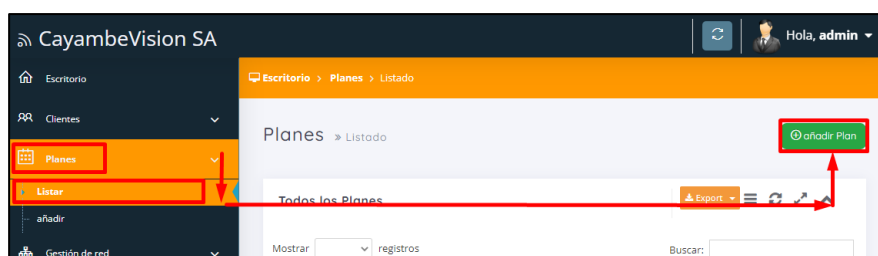 CayambeVision SA
Hola, admin
Escritorio
Escritorio > Planes > Listado
Clientes
Planes » Listado
añadir Plan
Planes
Listar
Todos los Planes
Export
añadir
Mostrar registros
Buscar:
Gestión de red